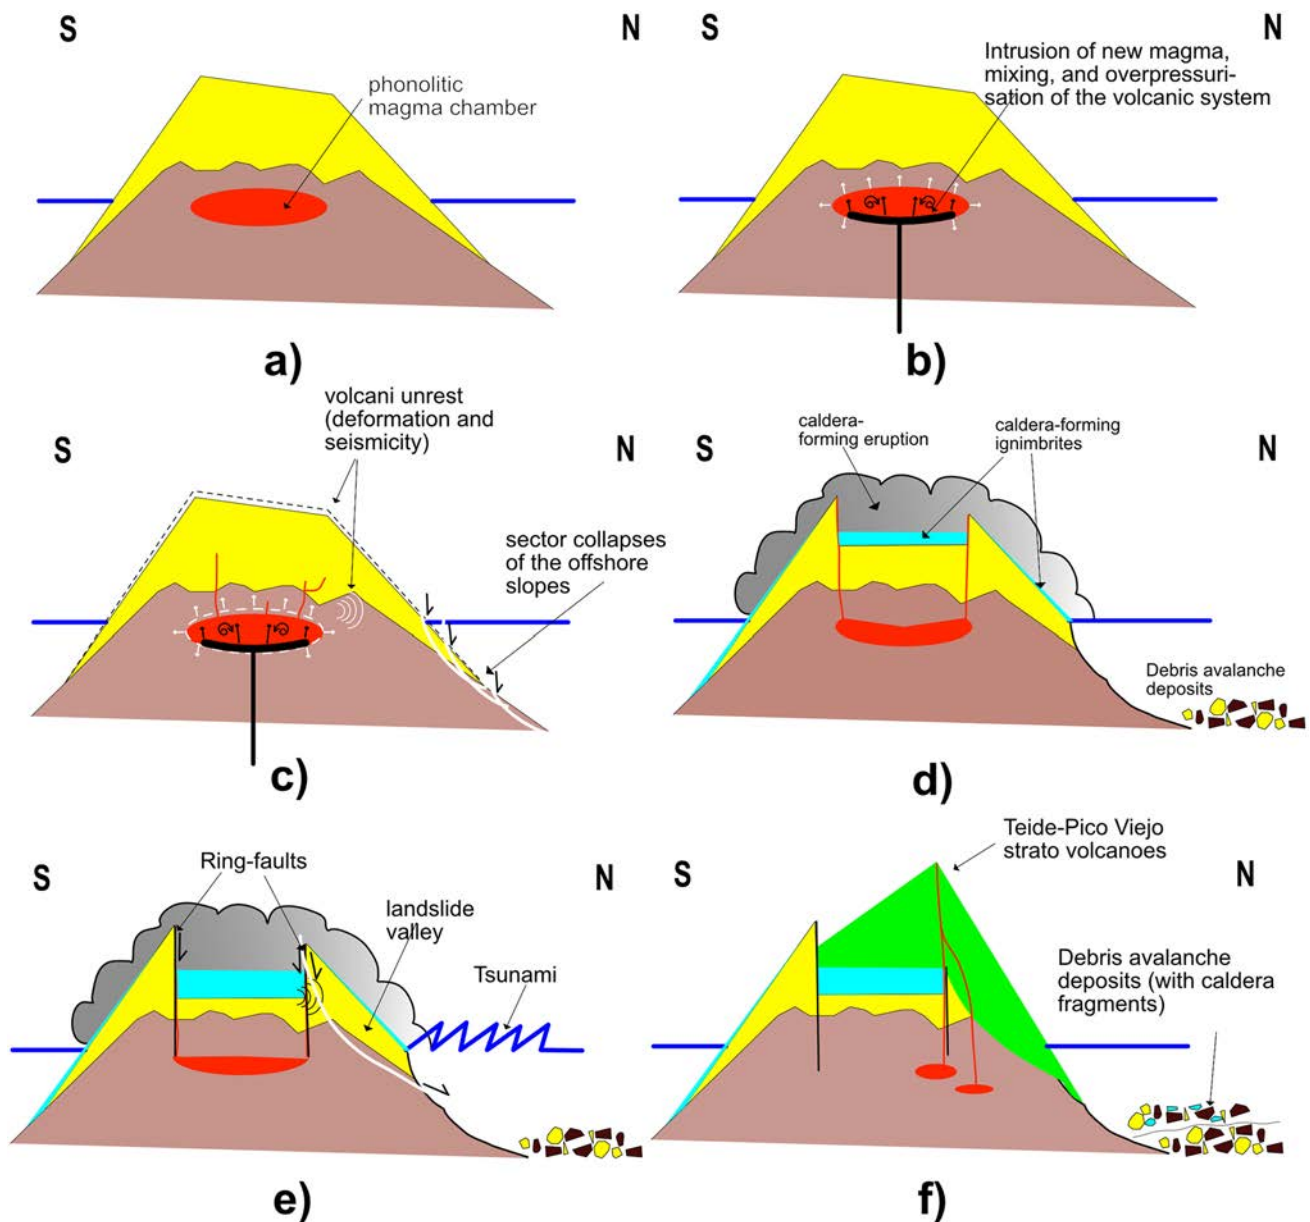 S
N
phonolitic
magma chamber
a)
S
N
Intrusion of new magma,
mixing, and overpressuri-
sation of the volcanic system
b)
volcani unrest
(deformation and
seismicity)
S
N
sector collapses
of the offshore
slopes
c)
S
N
caldera-
forming eruption
caldera-forming
ignimbrites
Debris avalanche
deposits
d)
S
N
Ring-faults
landslide
valley
Tsunami
e)
Teide-Pico Viejo
strato volcanoes
S
N
Debris avalanche
deposits (with caldera
fragments)
f)